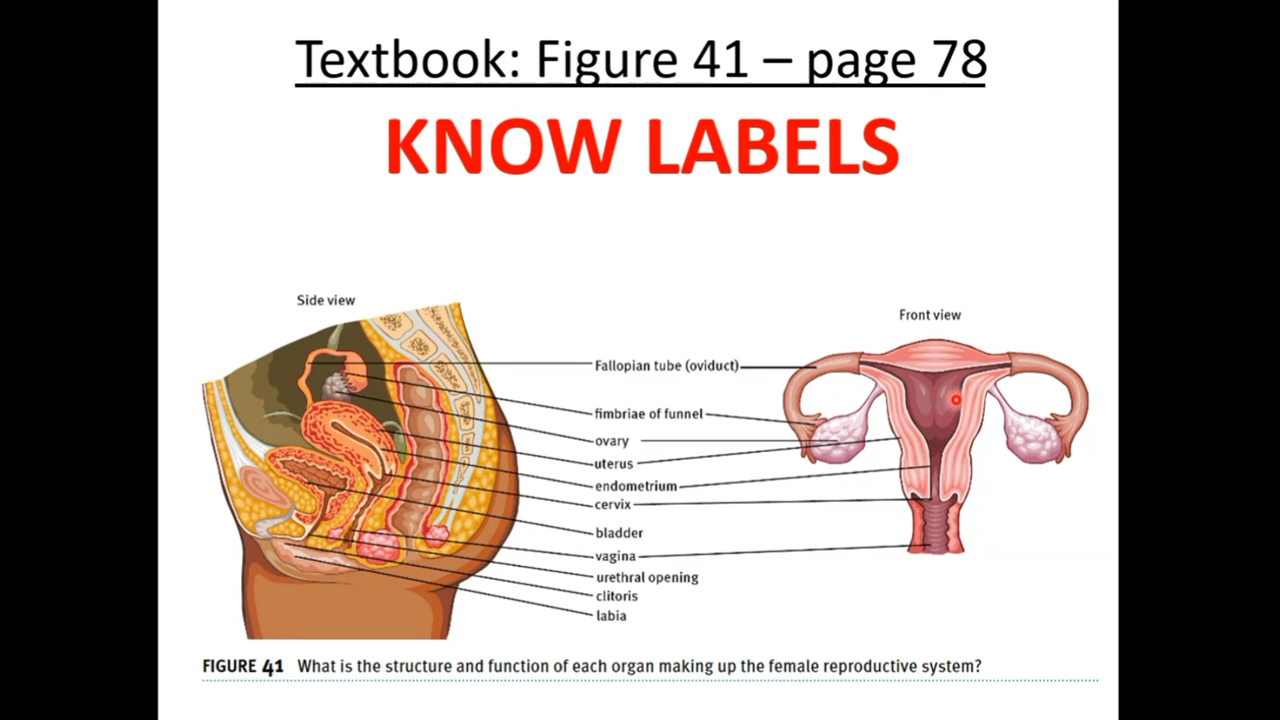 Textbook: Figure 41 – page 78
KNOW LABELS
Side view
Front view
Fallopian tube (oviduct)
fimbriae of funnel
ovary
uterus
endometrium
cervix
bladder
vagina
urethral opening
clitoris
labia
FIGURE 41 What is the structure and function of each organ making up the female reproductive system?